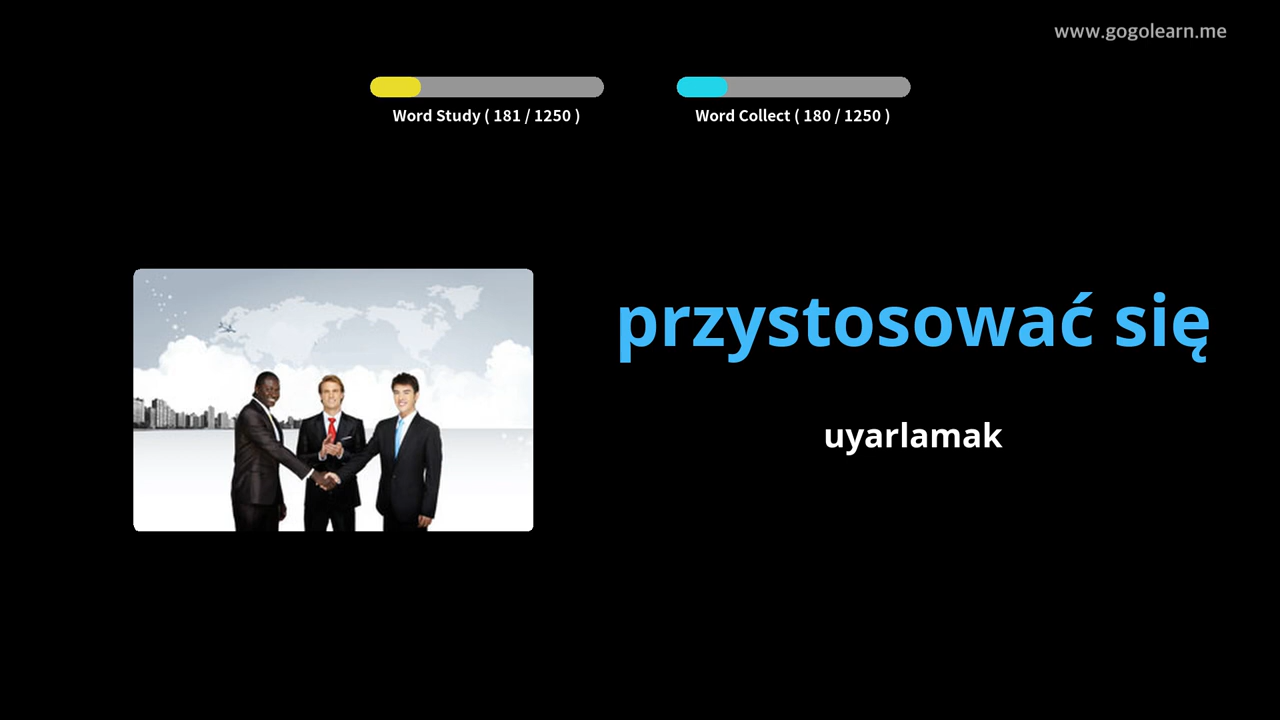 www.gogolearn.me
Word Study ( 181 / 1250 )
Word Collect ( 180 / 1250 )
przystosować się
uyarlamak